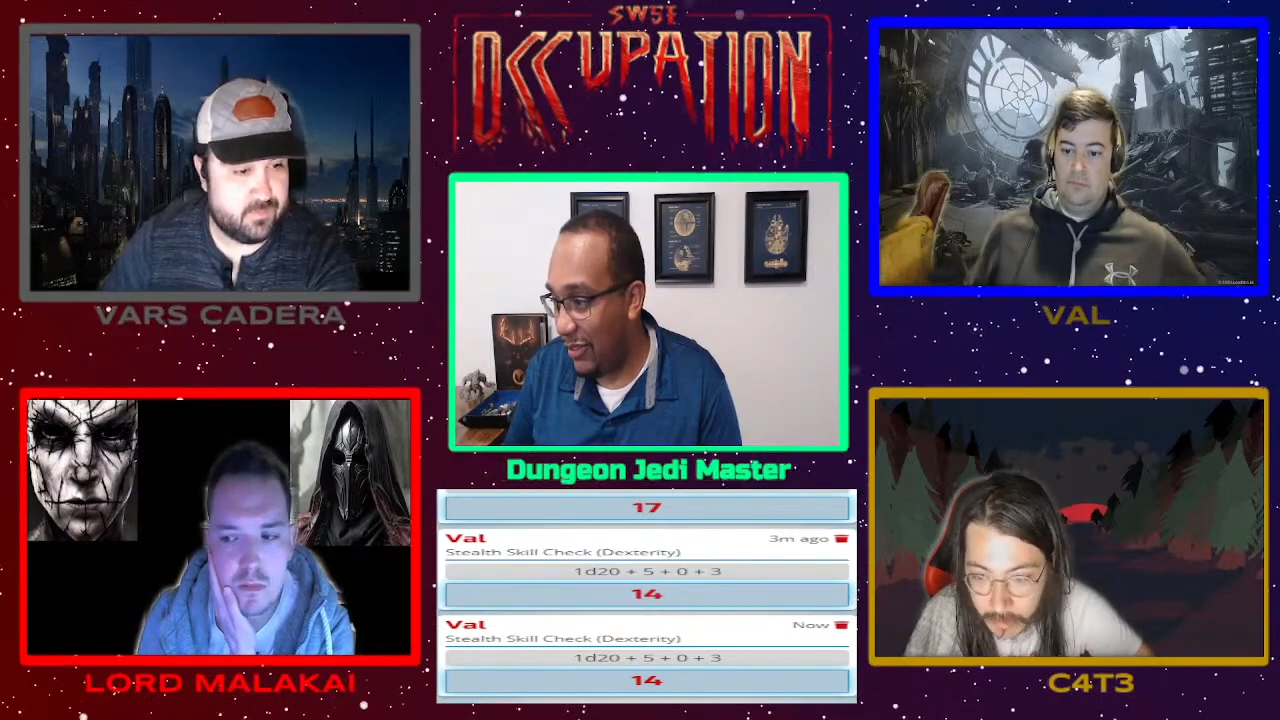 SW5E
OCCUPATION
VARS CADERA
VAL
Dungeon Jedi Master
17
Val
3m ago
Stealth Skill Check (Dexterity)
1d20 + 5 + 0 + 3
14
Val
Now
Stealth Skill Check (Dexterity)
1d20 + 5 + 0 + 3
14
LORD MALAKAI
C4T3